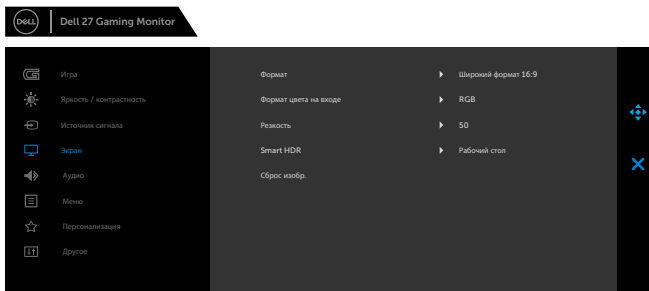 DELL
Dell 27 Gaming Monitor
Игра
Формат
Широкий формат 16:9
Яркость / контрастность
Формат цвета на входе
RGB
Источник сигнала
Резкость
50
Экран
Smart HDR
Рабочий стол
Аудио
Сброс изобр.
Меню
Персонализация
Другое